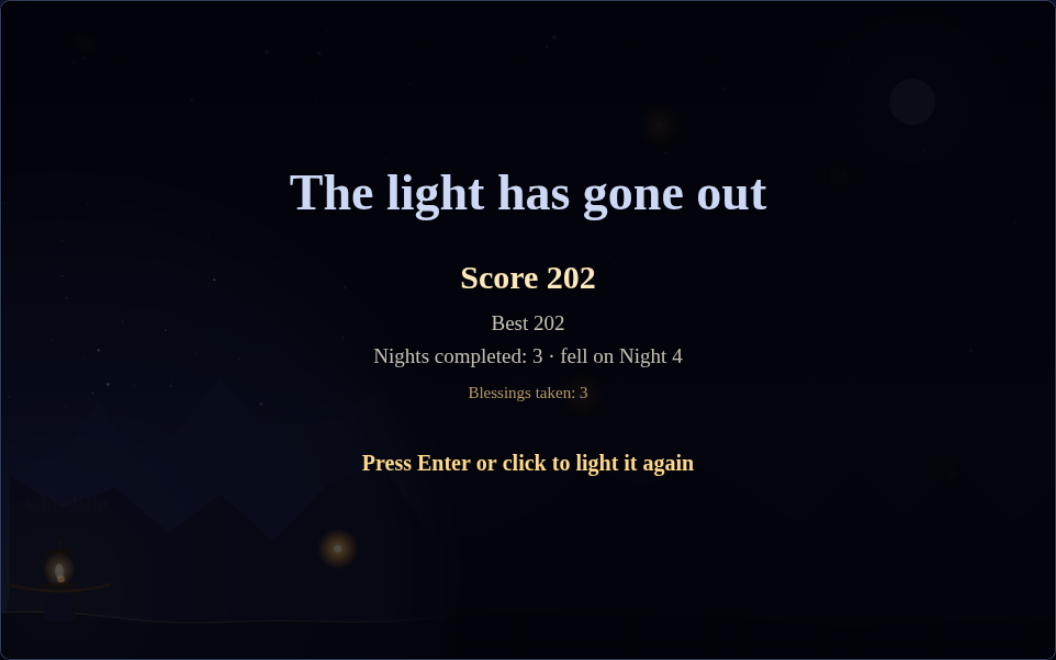 The light has gone out
Score 202
Best 202
Nights completed: 3 · fell on Night 4
Blessings taken: 3
Press Enter or click to light it again